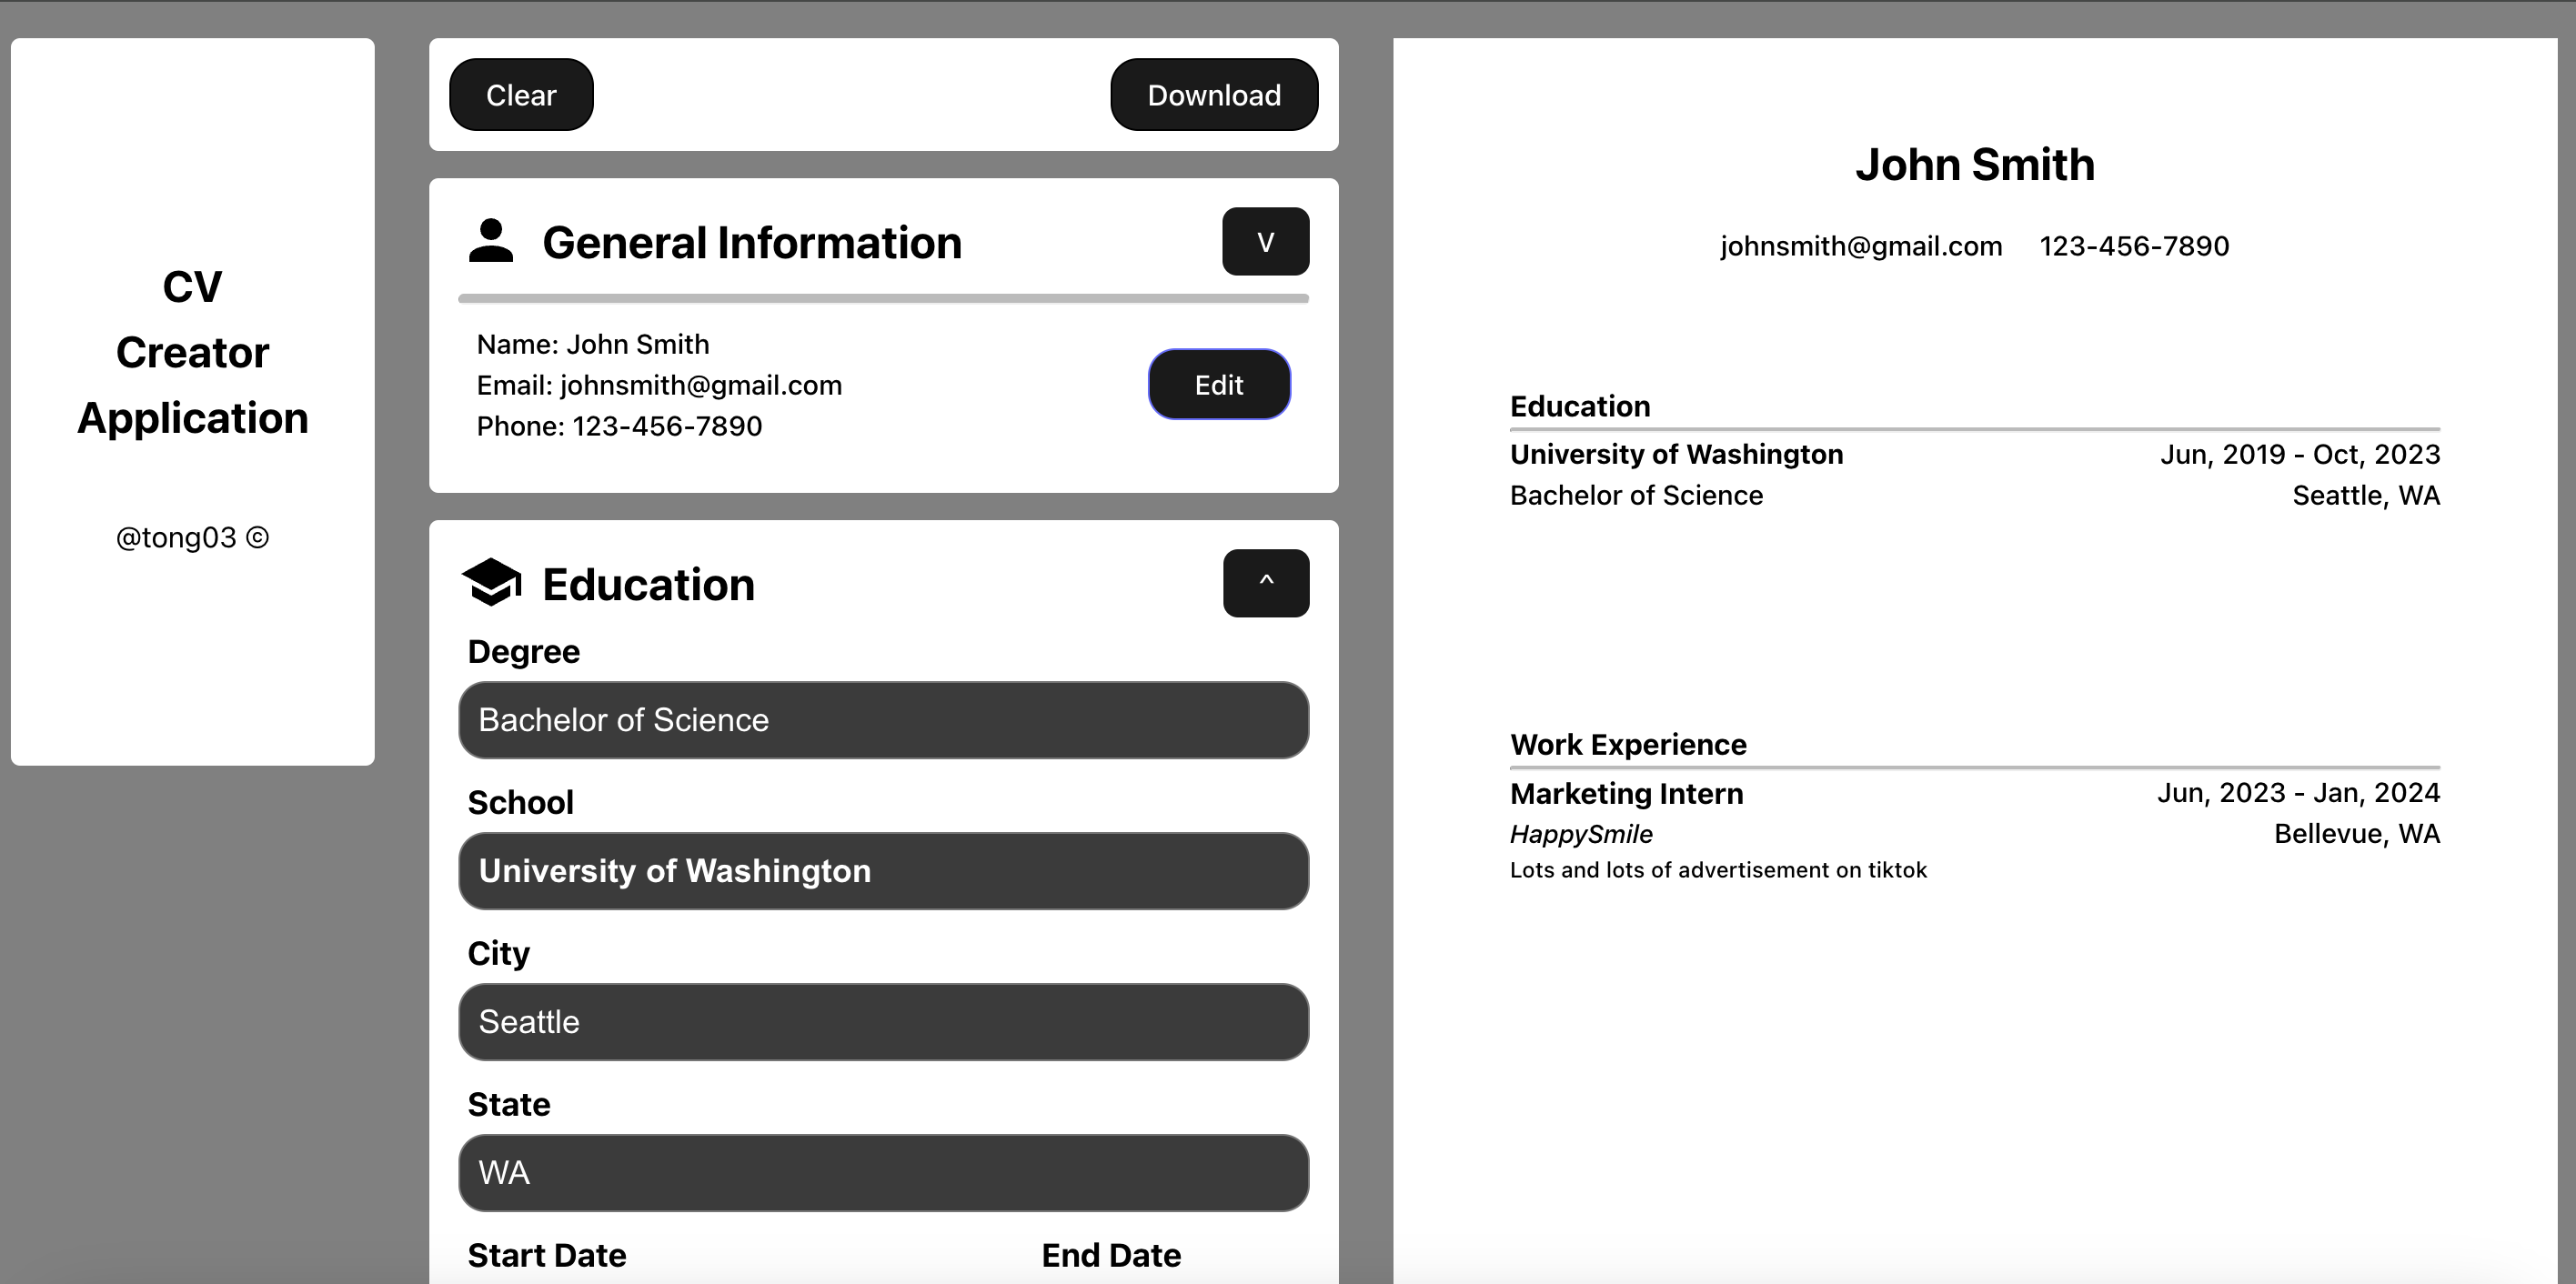 CV
Creator
Application
@tong03 ©
Clear
Download
General Information
V
Name: John Smith
Email: johnsmith@gmail.com
Phone: 123-456-7890
Edit
Education
^
Degree
Bachelor of Science
School
University of Washington
City
Seattle
State
WA
Start Date
End Date
John Smith
johnsmith@gmail.com 123-456-7890
Education
University of Washington Jun, 2019 - Oct, 2023
Bachelor of Science Seattle, WA
Work Experience
Marketing Intern Jun, 2023 - Jan, 2024
HappySmile Bellevue, WA
Lots and lots of advertisement on tiktok